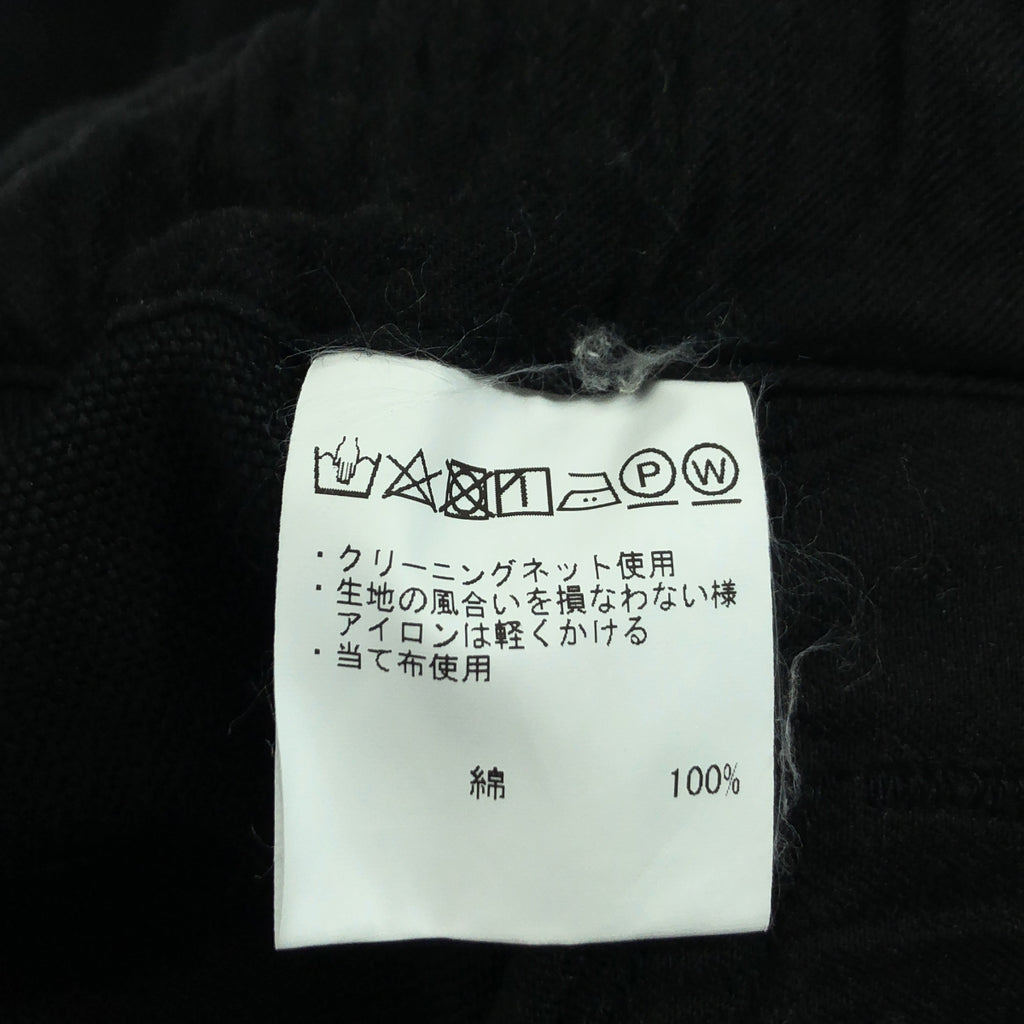 P W
・クリーニングネット使用
・生地の風合いを損なわない様
アイロンは軽くかける
・当て布使用
綿 100%